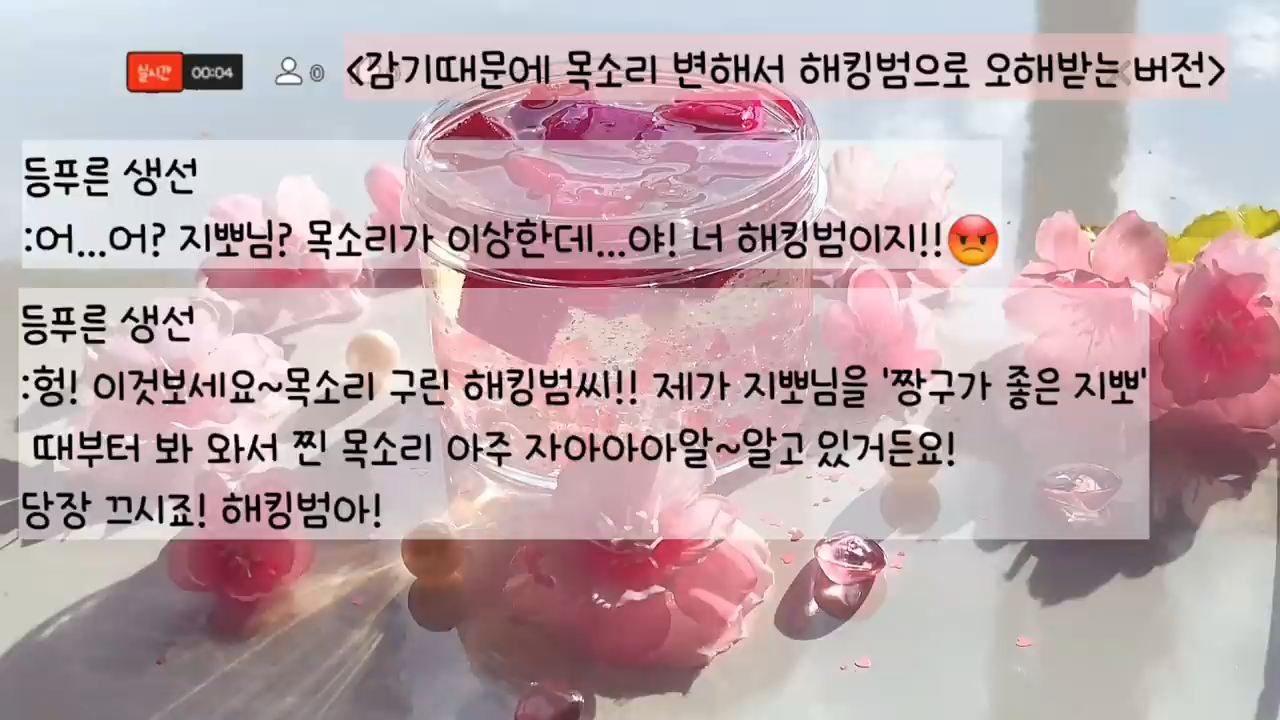 실시간 00:04 0 <감기때문에 목소리 변해서 해킹범으로 오해받는 버전>
등푸른 생선
:어...어? 지뽀님? 목소리가 이상한데...야! 너 해킹범이지!!😡
등푸른 생선
:헝! 이것보세요~목소리 구린 해킹범씨!! 제가 지뽀님을 '짱구가 좋은 지뽀'
때부터 봐 와서 찐 목소리 아주 자아아아아알~알고 있거든요!
당장 끄시죠! 해킹범아!